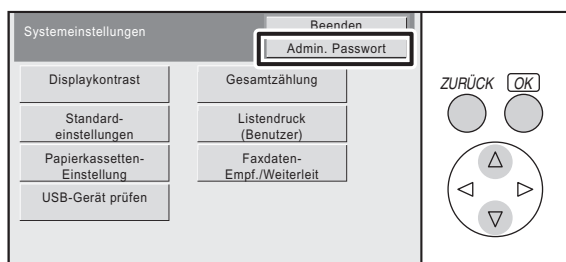 Systemeinstellungen
Beenden
Admin. Passwort
Displaykontrast
Gesamtzählung
Standard-
einstellungen
Listendruck
(Benutzer)
Papierkassetten-
Einstellung
Faxdaten-
Empf./Weiterleit
USB-Gerät prüfen
ZURÜCK
OK